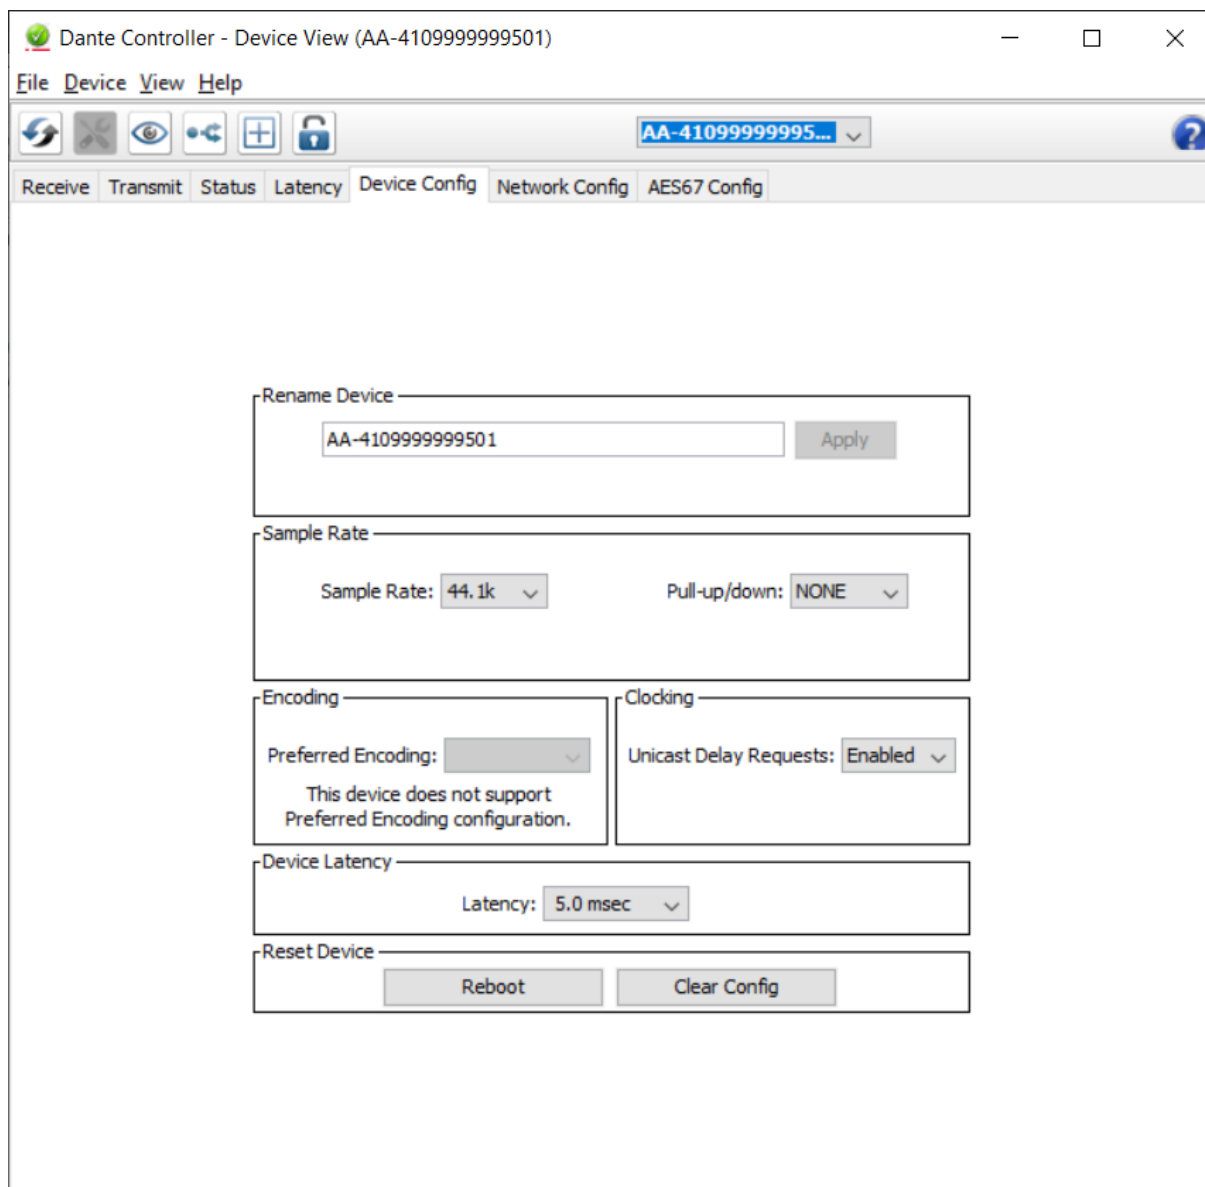 Dante Controller - Device View (AA-4109999999501)
File Device View Help
AA-41099999995... ?
Receive Transmit Status Latency Device Config Network Config AES67 Config
Rename Device
AA-4109999999501 Apply
Sample Rate
Sample Rate: 44.1k Pull-up/down: NONE
Encoding Clocking
Preferred Encoding: Unicast Delay Requests: Enabled
This device does not support
Preferred Encoding configuration.
Device Latency
Latency: 5.0 msec
Reset Device
Reboot Clear Config